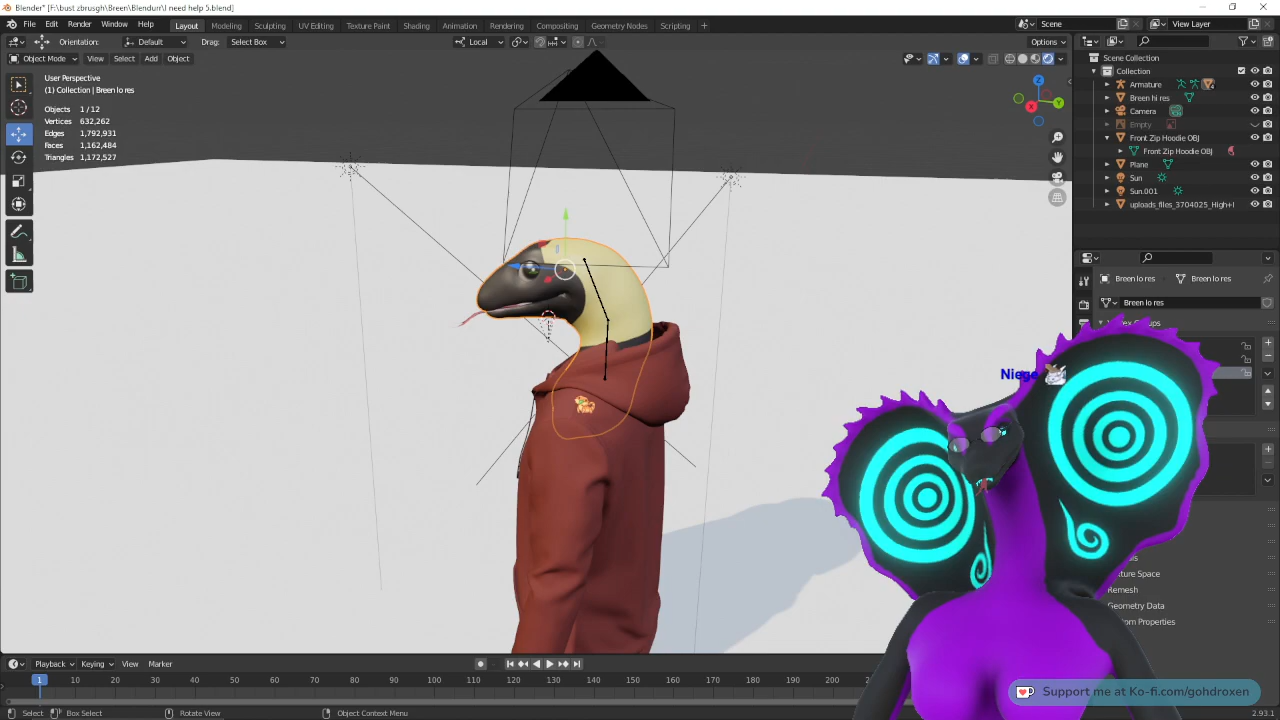 Blender* [F:\bust zbrusgh\Breen\Blendurr\I need help 5.blend]
File Edit Render Window Help Layout Modeling Sculpting UV Editing Texture Paint Shading Animation Rendering Compositing Geometry Nodes Scripting + Scene View Layer
Orientation: Default Drag: Select Box Local Options
Object Mode View Select Add Object
User Perspective
(1) Collection | Breen lo res
Objects 1 / 12
Vertices 632,262
Edges 1,792,931
Faces 1,162,484
Triangles 1,172,527
Z
Y
X
Scene Collection
Collection
Armature
Breen hi res
Camera
Empty
Front Zip Hoodie OBJ
Front Zip Hoodie OBJ
Plane
Sun
Sun.001
uploads_files_3704025_High+I
Breen lo res Breen lo res
Breen lo res
Niege
Remesh
Geometry Data
Playback Keying View Marker
1 10 20 30 40 50 60 70 80 90 100 110 120 130 140 150 160 170 180 190 200
Support me at Ko-fi.com/gohdroxen
Select Box Select Rotate View Object Context Menu 2.93.1